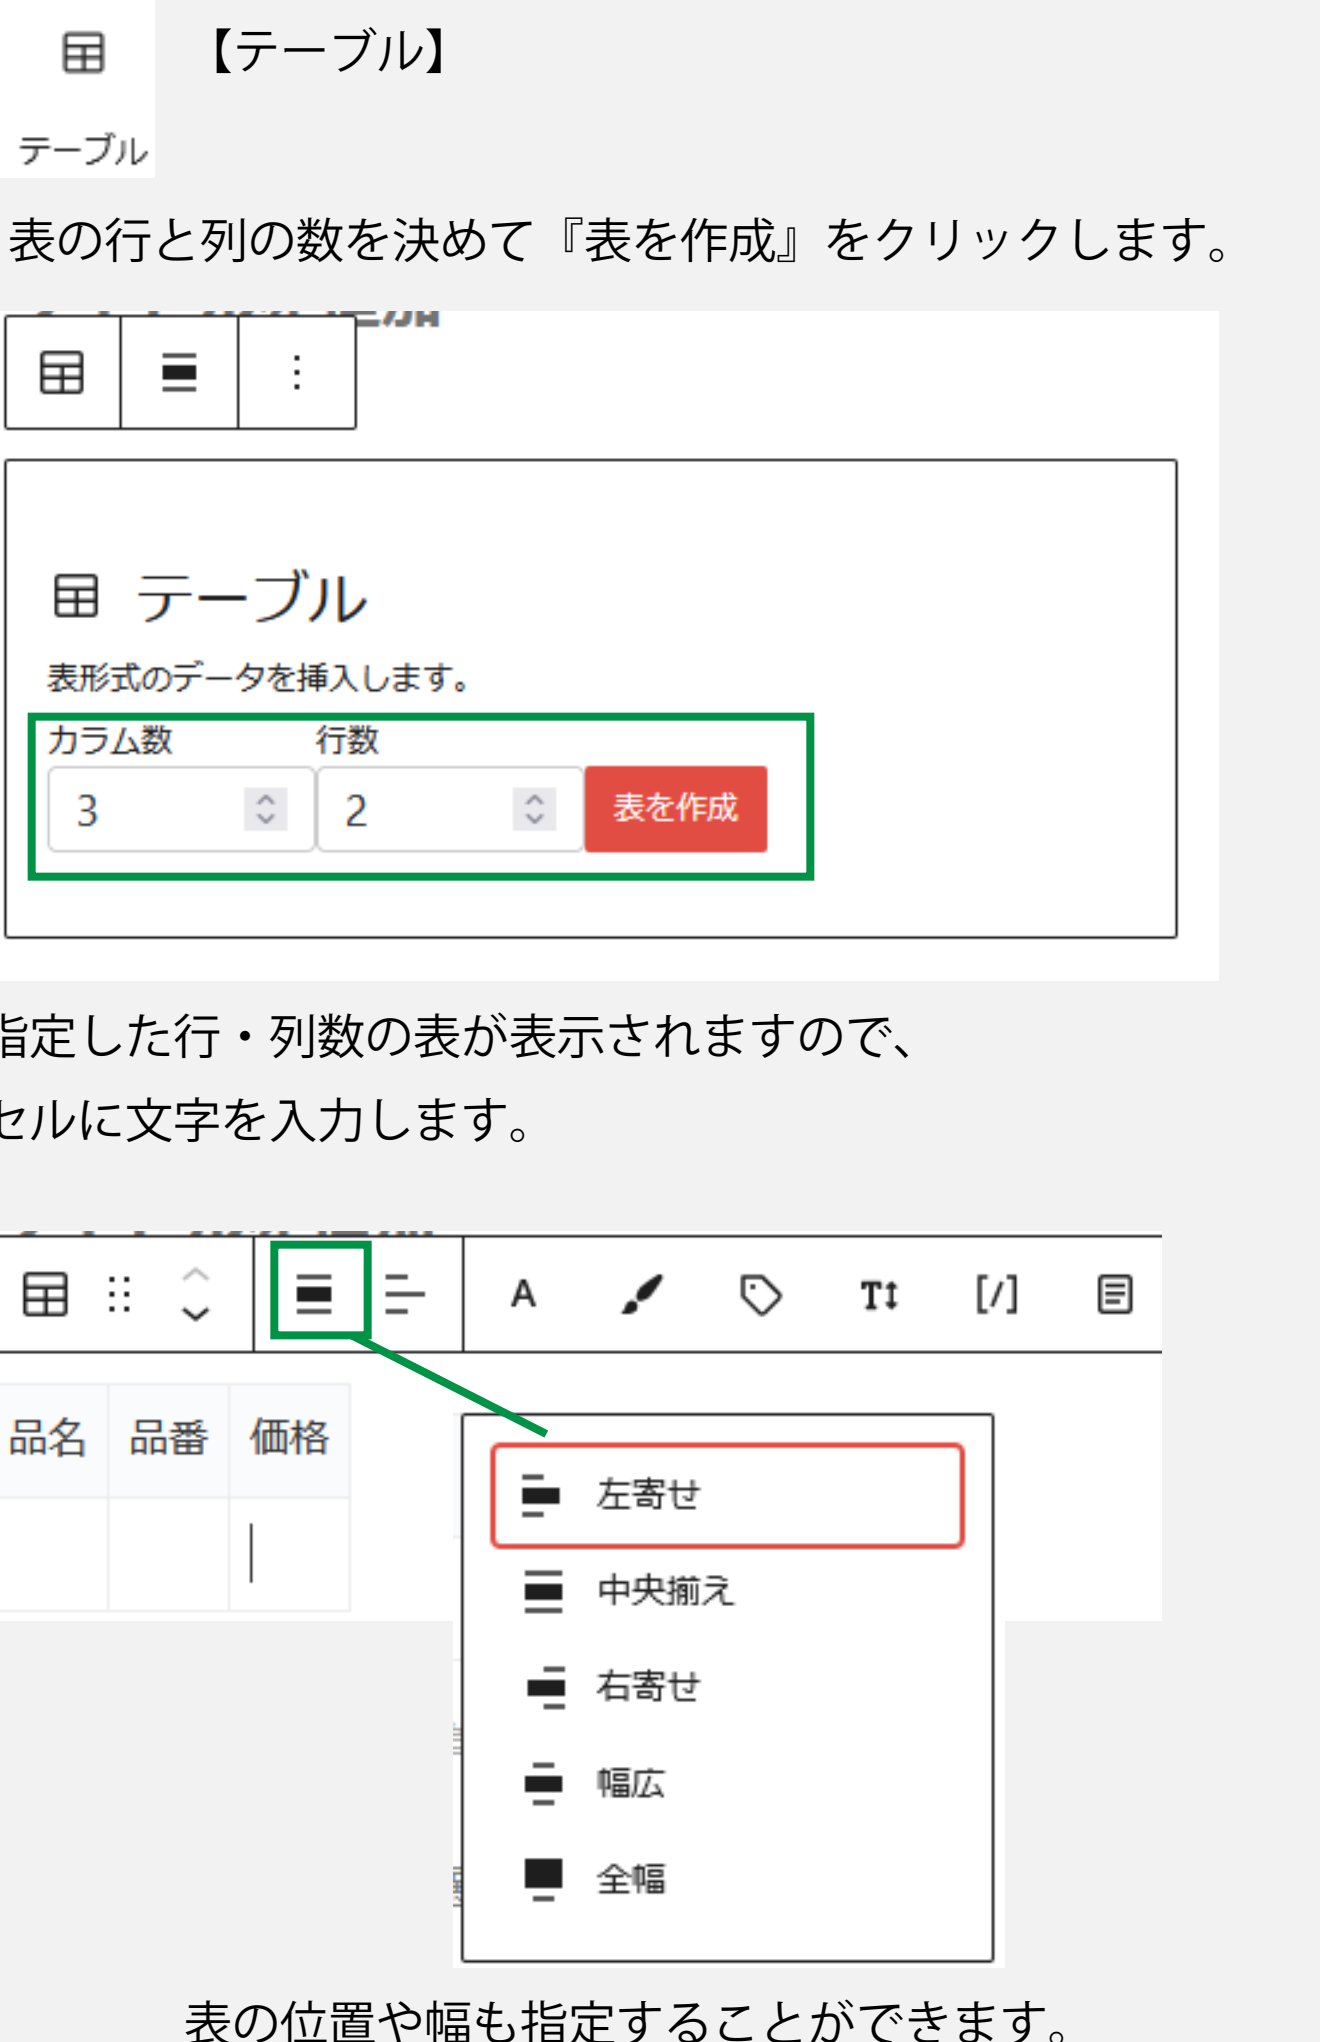 【テーブル】
テーブル
表の行と列の数を決めて『表を作成』をクリックします。
テーブル
表形式のデータを挿入します。
カラム数 行数
3 2 表を作成
指定した行・列数の表が表示されますので、
セルに文字を入力します。
A T [/]
品名 品番 価格
左寄せ
中央揃え
右寄せ
幅広
全幅
表の位置や幅も指定することができます。